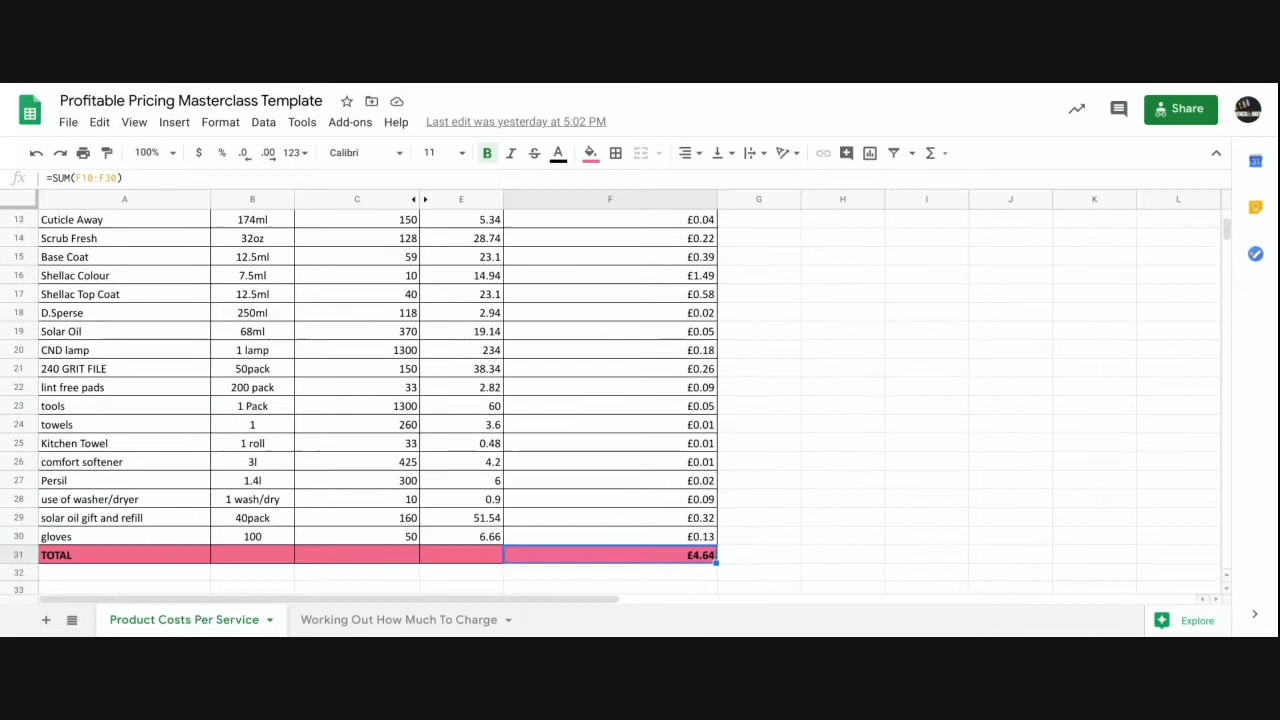 Profitable Pricing Masterclass Template
File Edit View Insert Format Data Tools Add-ons Help Last edit was yesterday at 5:02 PM
Share
100% $ % .0 .00 123 Calibri 11 B I S A Σ
fx =SUM(F10:F30)
A B C E F G H I J K L
13 Cuticle Away 174ml 150 5.34 £0.04
14 Scrub Fresh 32oz 128 28.74 £0.22
15 Base Coat 12.5ml 59 23.1 £0.39
16 Shellac Colour 7.5ml 10 14.94 £1.49
17 Shellac Top Coat 12.5ml 40 23.1 £0.58
18 D.Sperse 250ml 118 2.94 £0.02
19 Solar Oil 68ml 370 19.14 £0.05
20 CND lamp 1 lamp 1300 234 £0.18
21 240 GRIT FILE 50pack 150 38.34 £0.26
22 lint free pads 200 pack 33 2.82 £0.09
23 tools 1 Pack 1300 60 £0.05
24 towels 1 260 3.6 £0.01
25 Kitchen Towel 1 roll 33 0.48 £0.01
26 comfort softener 3l 425 4.2 £0.01
27 Persil 1.4l 300 6 £0.02
28 use of washer/dryer 1 wash/dry 10 0.9 £0.09
29 solar oil gift and refill 40pack 160 51.54 £0.32
30 gloves 100 50 6.66 £0.13
31 TOTAL £4.64
32
33
Product Costs Per Service Working Out How Much To Charge Explore